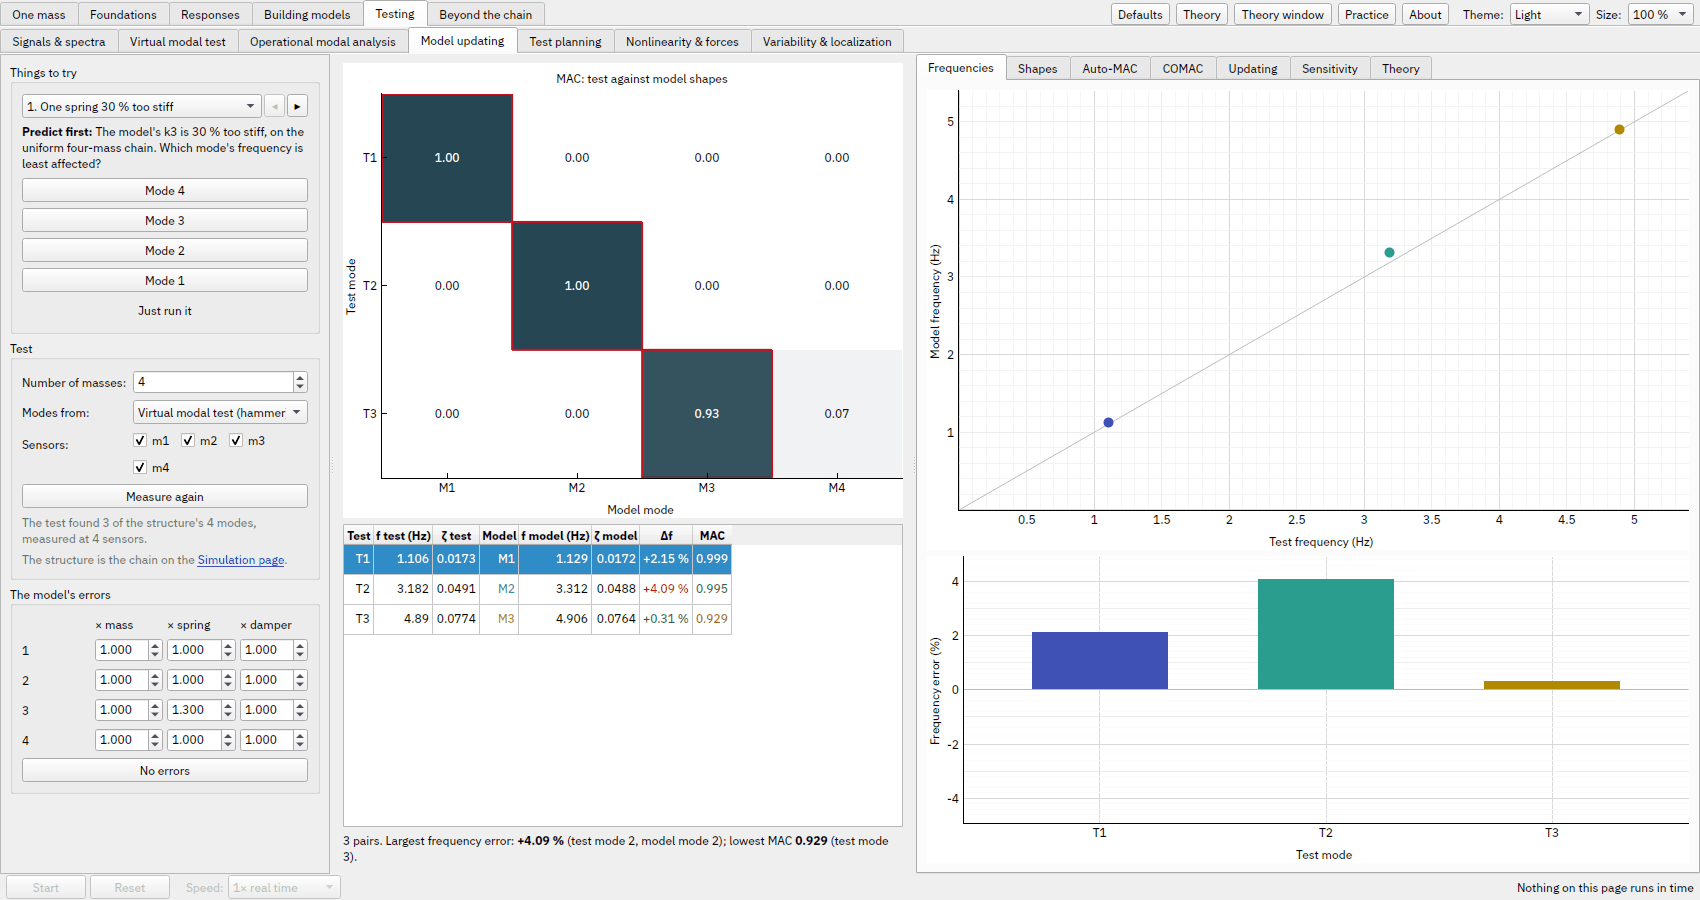 One mass Foundations Responses Building models Testing Beyond the chain Defaults Theory Theory window Practice About Theme: Light Size: 100 %
Signals & spectra Virtual modal test Operational modal analysis Model updating Test planning Nonlinearity & forces Variability & localization
Things to try
1. One spring 30 % too stiff
Predict first: The model's k3 is 30 % too stiff, on the
uniform four-mass chain. Which mode's frequency is
least affected?
Mode 4
Mode 3
Mode 2
Mode 1
Just run it
Test
Number of masses: 4
Modes from: Virtual modal test (hammer
Sensors: m1 m2 m3
m4
Measure again
The test found 3 of the structure's 4 modes,
measured at 4 sensors.
The structure is the chain on the Simulation page.
The model's errors
× mass × spring × damper
1 1.000 1.000 1.000
2 1.000 1.000 1.000
3 1.000 1.300 1.000
4 1.000 1.000 1.000
No errors
MAC: test against model shapes
Test mode
T1 1.00 0.00 0.00 0.00
T2 0.00 1.00 0.00 0.00
T3 0.00 0.00 0.93 0.07
M1 M2 M3 M4
Model mode
Test f test (Hz) ζ test Model f model (Hz) ζ model Δf MAC
T1 1.106 0.0173 M1 1.129 0.0172 +2.15 % 0.999
T2 3.182 0.0491 M2 3.312 0.0488 +4.09 % 0.995
T3 4.89 0.0774 M3 4.906 0.0764 +0.31 % 0.929
3 pairs. Largest frequency error: +4.09 % (test mode 2, model mode 2); lowest MAC 0.929 (test mode
3).
Frequencies Shapes Auto-MAC COMAC Updating Sensitivity Theory
Model frequency (Hz)
5
4
3
2
1
0.5 1 1.5 2 2.5 3 3.5 4 4.5 5
Test frequency (Hz)
Frequency error (%)
4
2
0
-2
-4
T1 T2 T3
Test mode
Start Reset Speed: 1× real time Nothing on this page runs in time